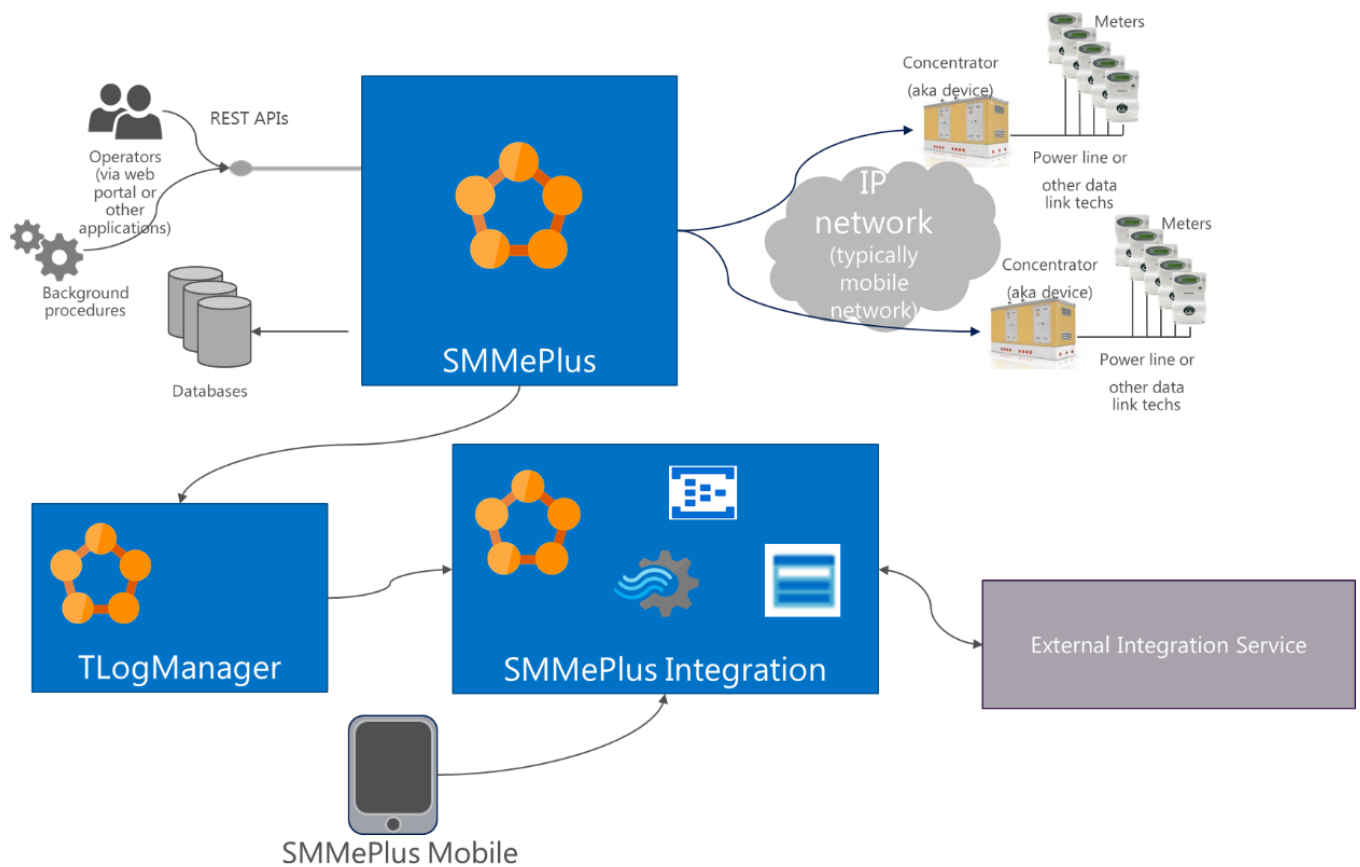 Meters
Concentrator
(aka device)
REST APIs
Operators
(via web
portal or
other
applications)
Power line or
other data
link techs
IP
network
(typically
mobile
network)
Meters
Concentrator
(aka device)
Background
procedures
SMMePlus
Power line or
other data
link techs
Databases
TLogManager
SMMePlus Integration
External Integration Service
SMMePlus Mobile